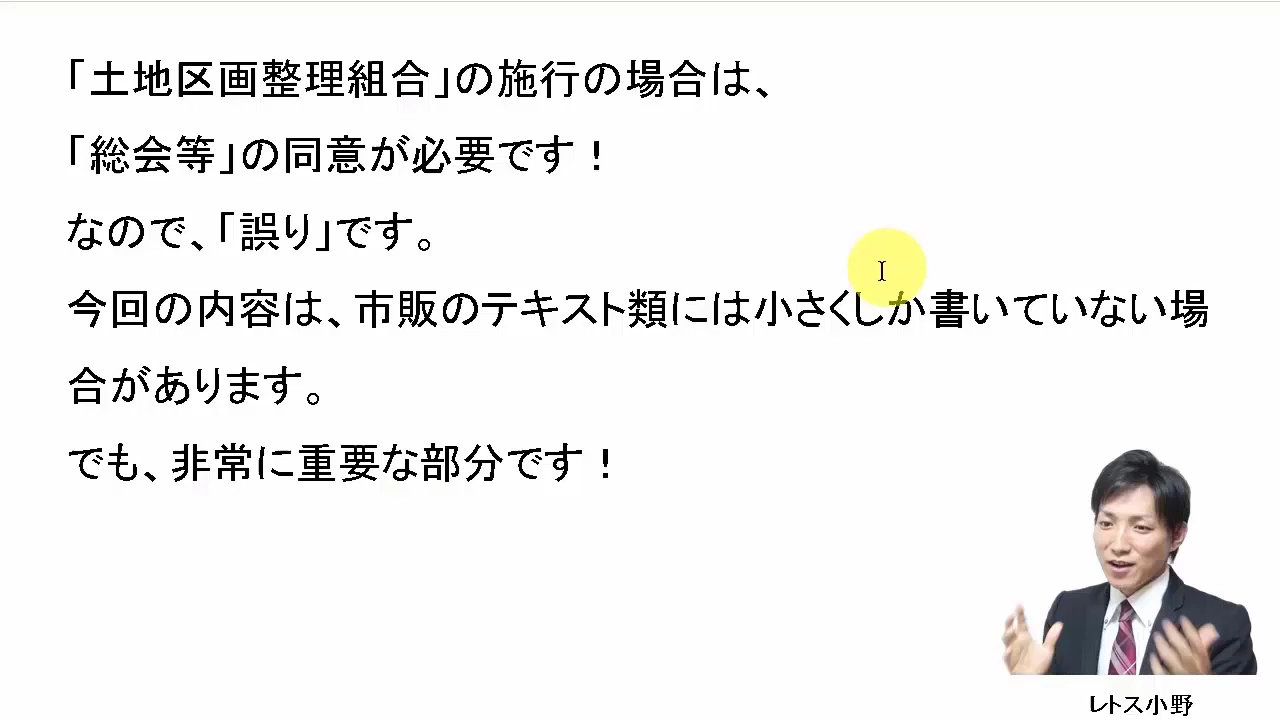 「土地区画整理組合」の施行の場合は、
「総会等」の同意が必要です！
なので、「誤り」です。
今回の内容は、市販のテキスト類には小さくしか書いていない場
合があります。
でも、非常に重要な部分です！
レトス小野